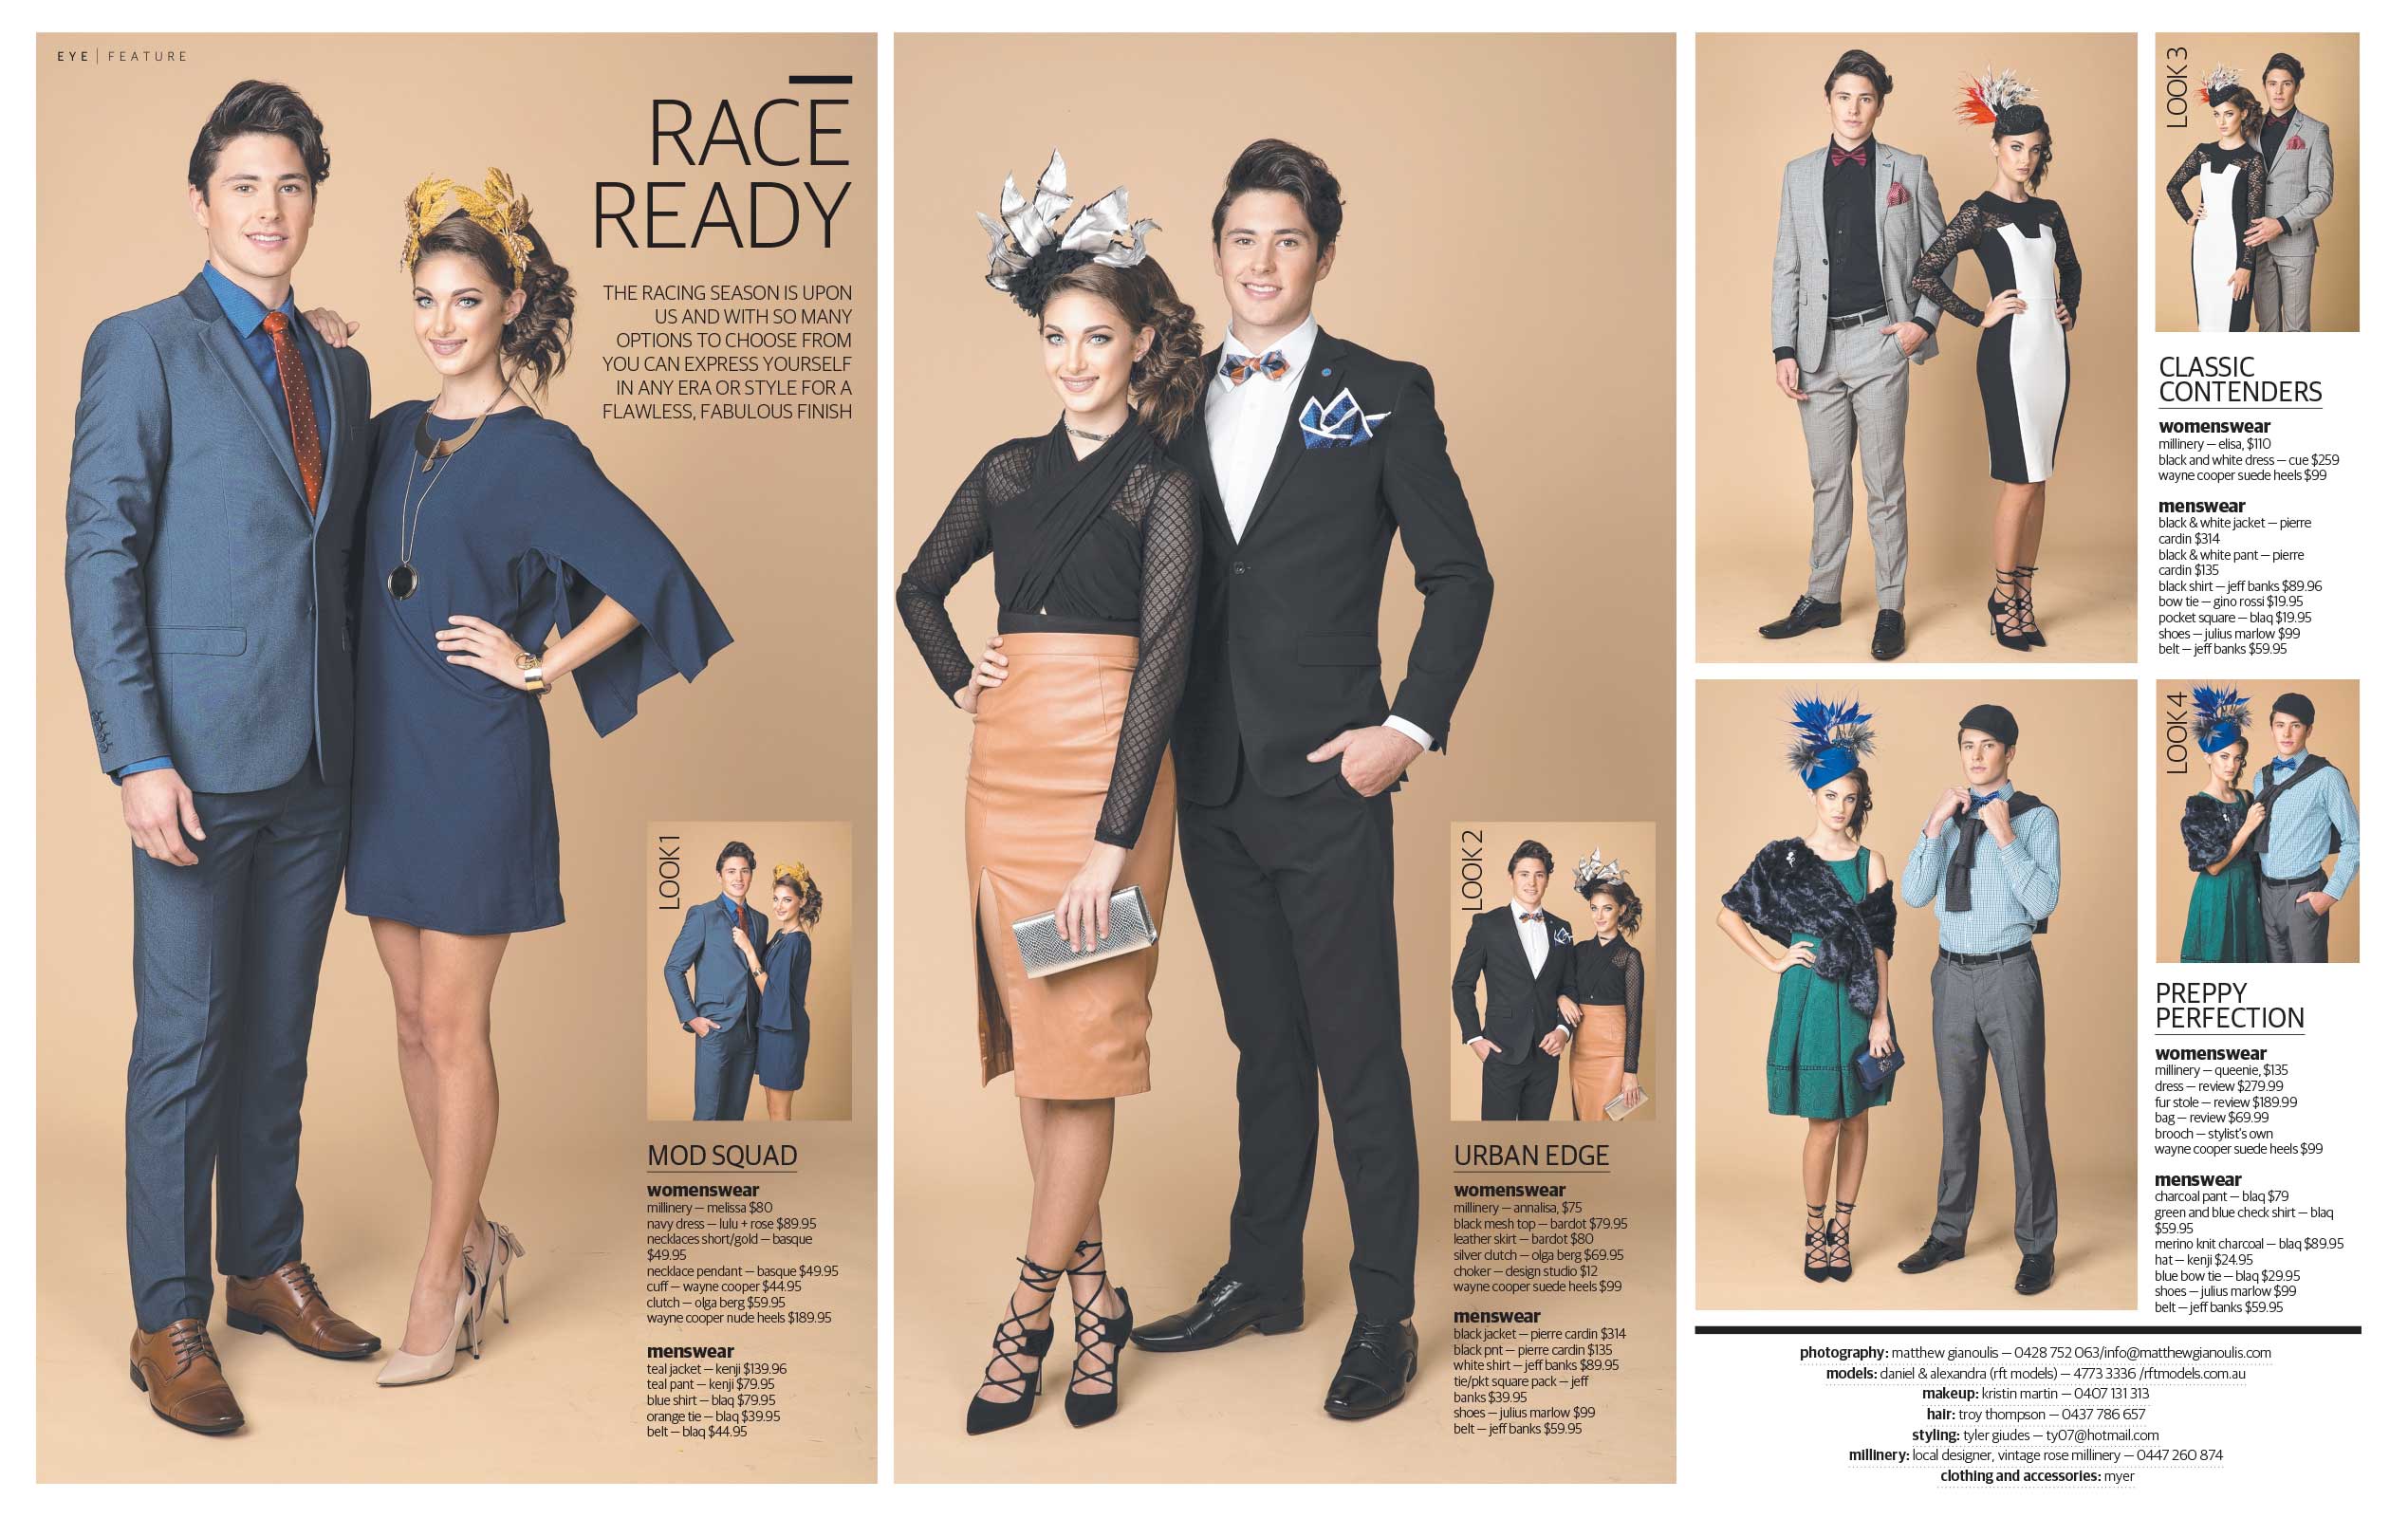 EYE | FEATURE
RACE
READY
THE RACING SEASON IS UPON
US AND WITH SO MANY
OPTIONS TO CHOOSE FROM
YOU CAN EXPRESS YOURSELF
IN ANY ERA OR STYLE FOR A
FLAWLESS, FABULOUS FINISH
LOOK 1
MOD SQUAD
womenswear
millinery — melissa $80
navy dress — lulu + rose $89.95
necklaces short/gold — basque
$49.95
necklace pendant — basque $49.95
cuff — wayne cooper $44.95
clutch — olga berg $59.95
wayne cooper nude heels $189.95
menswear
teal jacket — kenji $139.96
teal pant — kenji $79.95
blue shirt — blaq $79.95
orange tie — blaq $39.95
belt — blaq $44.95
LOOK 2
URBAN EDGE
womenswear
millinery — annalisa, $75
black mesh top — bardot $79.95
leather skirt — bardot $80
silver clutch — olga berg $69.95
choker — design studio $12
wayne cooper suede heels $99
menswear
black jacket — pierre cardin $314
black pnt — pierre cardin $135
white shirt — jeff banks $89.95
tie/pkt square pack — jeff
banks $39.95
shoes — julius marlow $99
belt — jeff banks $59.95
LOOK 3
CLASSIC
CONTENDERS
womenswear
millinery — elisa, $110
black and white dress — cue $259
wayne cooper suede heels $99
menswear
black & white jacket — pierre
cardin $314
black & white pant — pierre
cardin $135
black shirt — jeff banks $89.96
bow tie — gino rossi $19.95
pocket square — blaq $19.95
shoes — julius marlow $99
belt — jeff banks $59.95
LOOK 4
PREPPY
PERFECTION
womenswear
millinery — queenie, $135
dress — review $279.99
fur stole — review $189.99
bag — review $69.99
brooch — stylist's own
wayne cooper suede heels $99
menswear
charcoal pant — blaq $79
green and blue check shirt — blaq
$59.95
merino knit charcoal — blaq $89.95
hat — kenji $24.95
blue bow tie — blaq $29.95
shoes — julius marlow $99
belt — jeff banks $59.95
photography: matthew gianoulis — 0428 752 063/info@matthewgianoulis.com
models: daniel & alexandra (rft models) — 4773 3336 /rftmodels.com.au
makeup: kristin martin — 0407 131 313
hair: troy thompson — 0437 786 657
styling: tyler giudes — ty07@hotmail.com
millinery: local designer, vintage rose millinery — 0447 260 874
clothing and accessories: myer